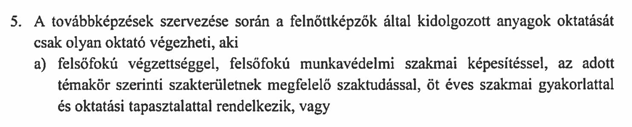 5. A továbbképzések szervezése során a felnőttképzők által kidolgozott anyagok oktatását
csak olyan oktató végezheti, aki
a) felsőfokú végzettséggel, felsőfokú munkavédelmi szakmai képesítéssel, az adott
témakör szerinti szakterületnek megfelelő szaktudással, öt éves szakmai gyakorlattal
és oktatási tapasztalattal rendelkezik, vagy